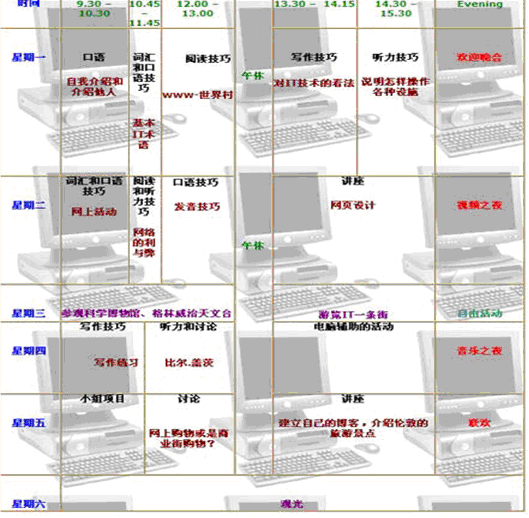 时间 9.30 – 10.30 10.45 – 11.45 12.00 – 13.00 13.30 – 14.15 14.30 – 15.30 Evening
星期一
口语
自我介绍和介绍他人
词汇和口语技巧
基本IT术语
阅读技巧
www-世界村
午休
写作技巧
对IT技术的看法
听力技巧
说明怎样操作各种设施
欢迎晚会
星期二
词汇和口语技巧
网上活动
阅读和听力技巧
网络的利与弊
口语技巧
发音技巧
午休
讲座
网页设计
视频之夜
星期三
参观科学博物馆、格林威治天文台
游览IT一条街
自由活动
星期四
写作技巧
写作练习
听力和讨论
比尔.盖茨
电脑辅助的活动
音乐之夜
星期五
小组项目
讨论
网上购物或是商业街购物?
讲座
建立自己的博客,介绍伦敦的旅游景点
联欢
星期六
观光